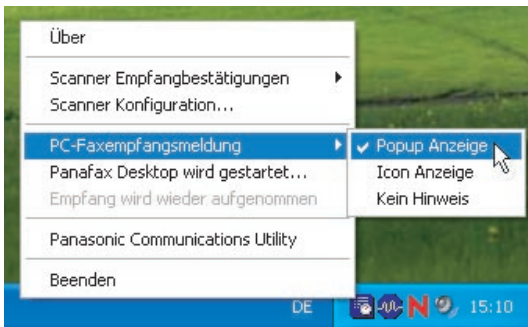 Über
Scanner Empfangbestätigungen
Scanner Konfiguration...
PC-Faxempfangsmeldung
Popup Anzeige
Panafax Desktop wird gestartet...
Icon Anzeige
Empfang wird wieder aufgenommen
Kein Hinweis
Panasonic Communications Utility
Beenden
DE
N
15:10